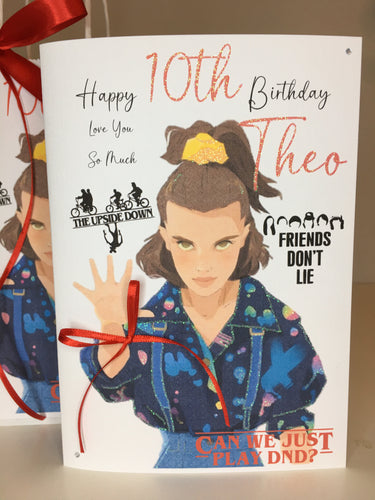 Happy 10th Birthday
Love You
So Much
Theo
THE UPSIDE DOWN
FRIENDS
DON'T
LIE
CAN WE JUST
PLAY DND?